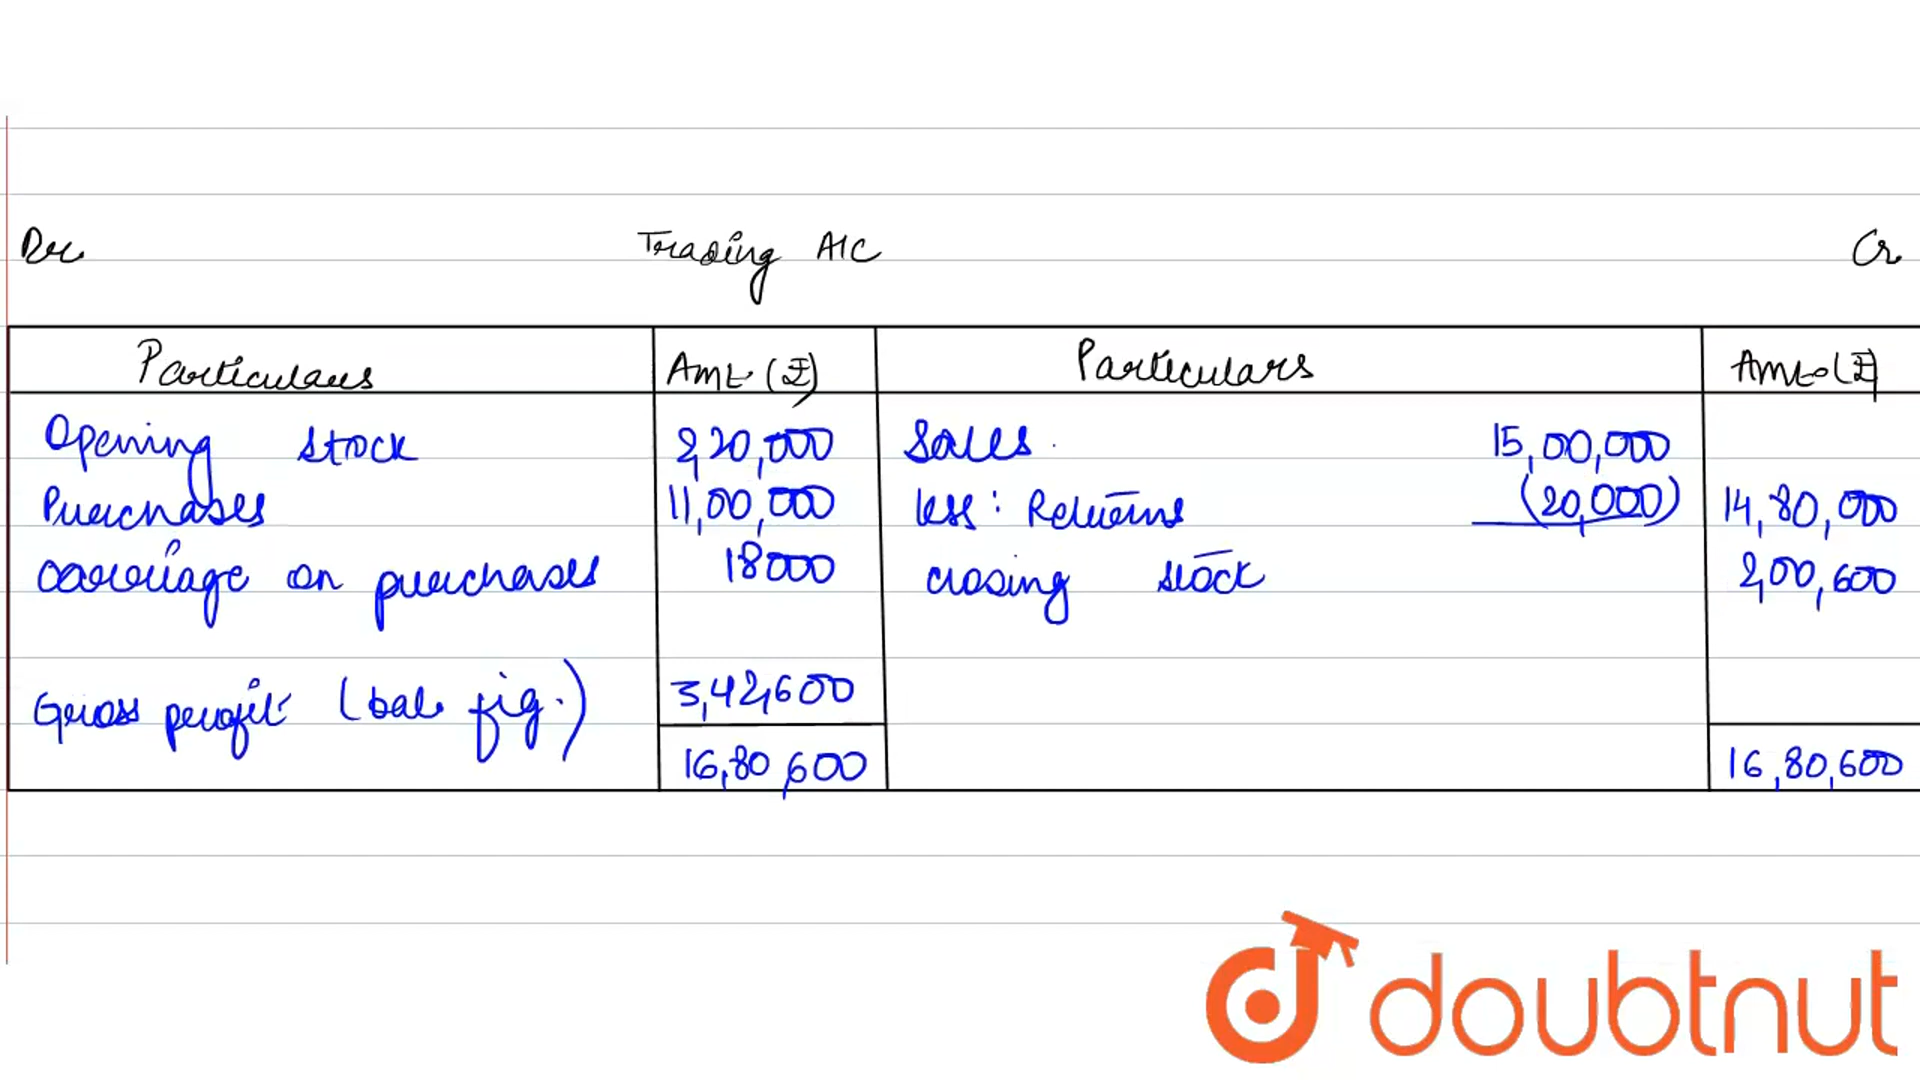 Dr Trading A/C Cr
Particulars Amt (₹) Particulars Amt (₹)
Opening stock 2,20,000 Sales 15,00,000
Purchases 11,00,000 less: Returns (20,000) 14,80,000
carriage on purchases 18000 closing stock 2,00,600
Gross profit (bal. fig.) 3,42,600
16,80,600 16,80,600
doubtnut